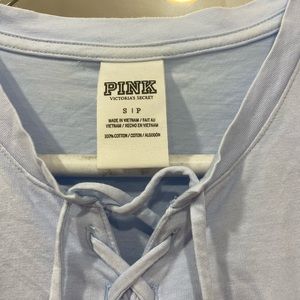 PINK
VICTORIA'S SECRET
S | P
MADE IN VIETNAM / FAIT AU
VIETNAM / HECHO EN VIETNAM
100% COTTON / COTON / ALGODÓN